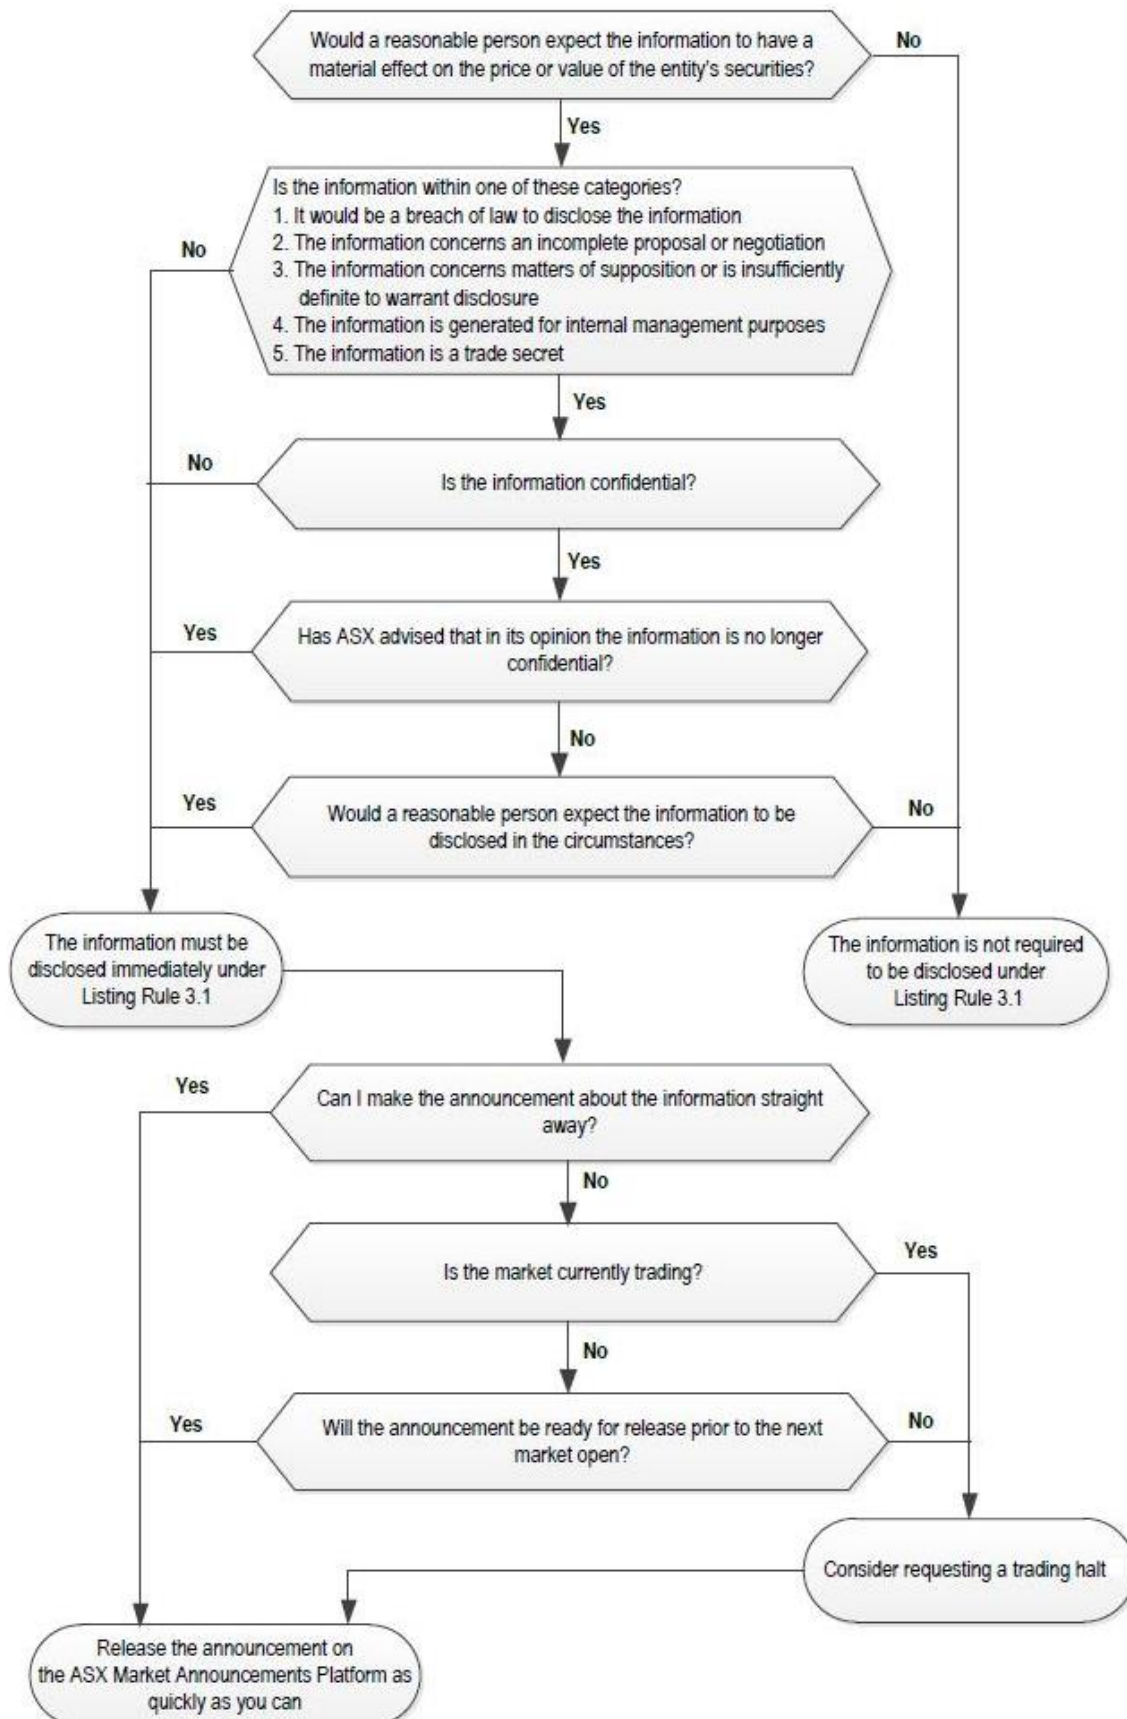 Would a reasonable person expect the information to have a
material effect on the price or value of the entity's securities?
No
Yes
Is the information within one of these categories?
1. It would be a breach of law to disclose the information
2. The information concerns an incomplete proposal or negotiation
3. The information concerns matters of supposition or is insufficiently
definite to warrant disclosure
4. The information is generated for internal management purposes
5. The information is a trade secret
No
Yes
Is the information confidential?
No
Yes
Has ASX advised that in its opinion the information is no longer
confidential?
Yes
No
Would a reasonable person expect the information to be
disclosed in the circumstances?
Yes
No
The information must be
disclosed immediately under
Listing Rule 3.1
The information is not required
to be disclosed under
Listing Rule 3.1
Can I make the announcement about the information straight
away?
Yes
No
Is the market currently trading?
Yes
No
Will the announcement be ready for release prior to the next
market open?
Yes
No
Consider requesting a trading halt
Release the announcement on
the ASX Market Announcements Platform as
quickly as you can